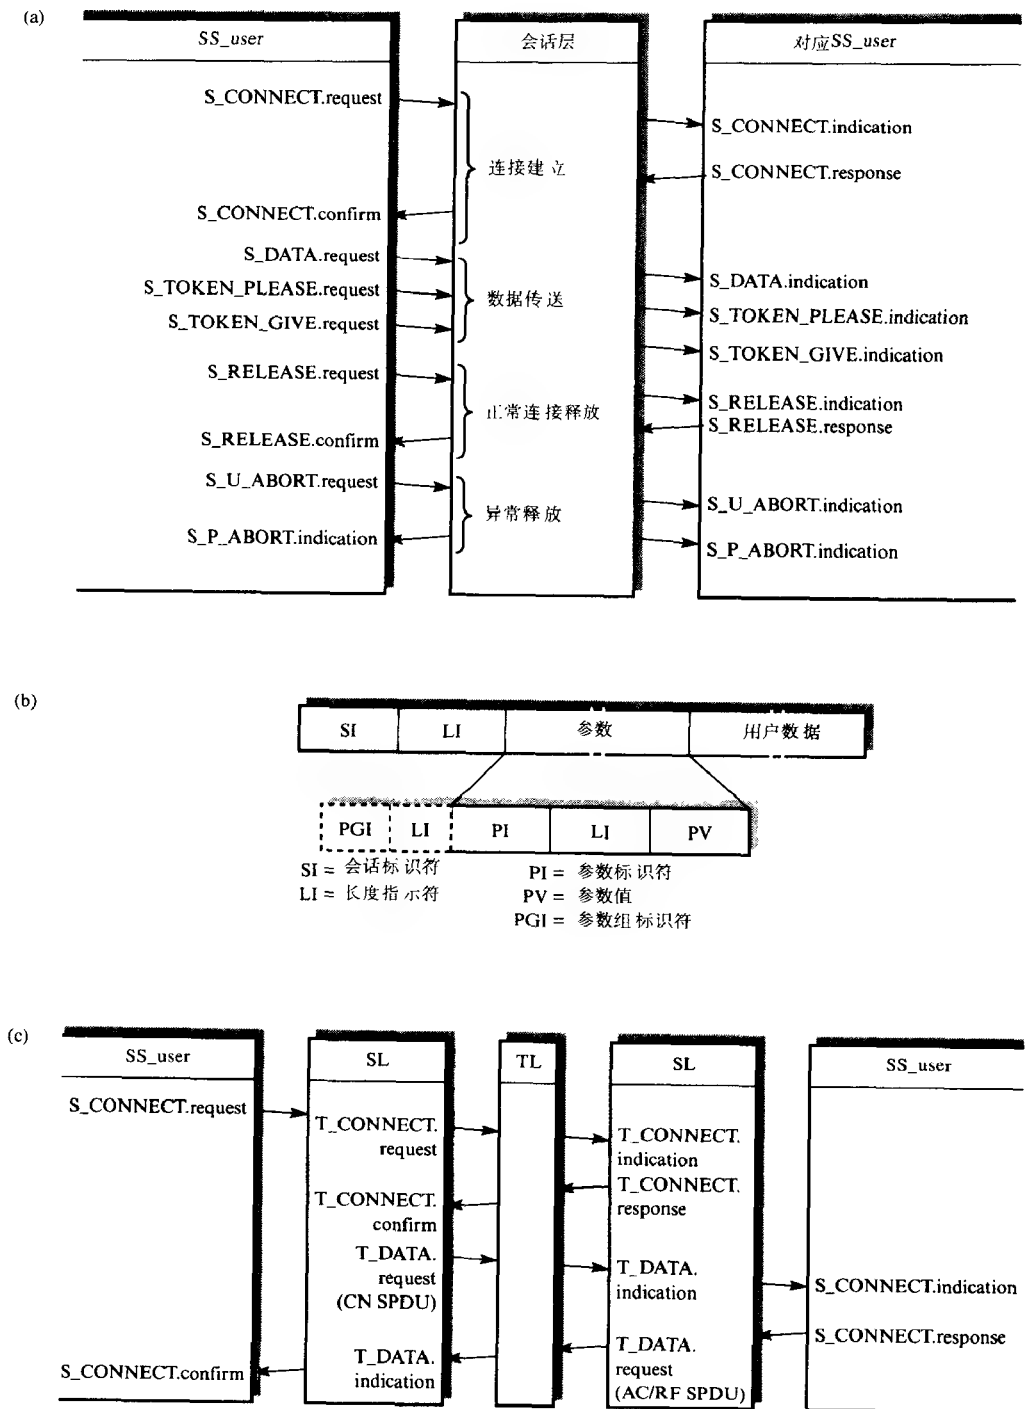 (a)
SS_user
会话层
对应SS_user
S_CONNECT.request
S_CONNECT.indication
连接建立
S_CONNECT.response
S_CONNECT.confirm
S_DATA.request
S_DATA.indication
S_TOKEN_PLEASE.request
数据传送
S_TOKEN_PLEASE.indication
S_TOKEN_GIVE.request
S_TOKEN_GIVE.indication
S_RELEASE.request
S_RELEASE.indication
正常连接释放
S_RELEASE.response
S_RELEASE.confirm
S_U_ABORT.request
S_U_ABORT.indication
异常释放
S_P_ABORT.indication
S_P_ABORT.indication
(b)
SI
LI
参数
用户数据
PGI
LI
PI
LI
PV
SI = 会话标识符
LI = 长度指示符
PI = 参数标识符
PV = 参数值
PGI = 参数组标识符
(c)
SS_user
SL
TL
SL
SS_user
S_CONNECT.request
T_CONNECT.
request
T_CONNECT.
indication
T_CONNECT.
response
T_CONNECT.
confirm
T_DATA.
request
(CN SPDU)
T_DATA.
indication
S_CONNECT.indication
S_CONNECT.response
T_DATA.
request
(AC/RF SPDU)
T_DATA.
indication
S_CONNECT.confirm